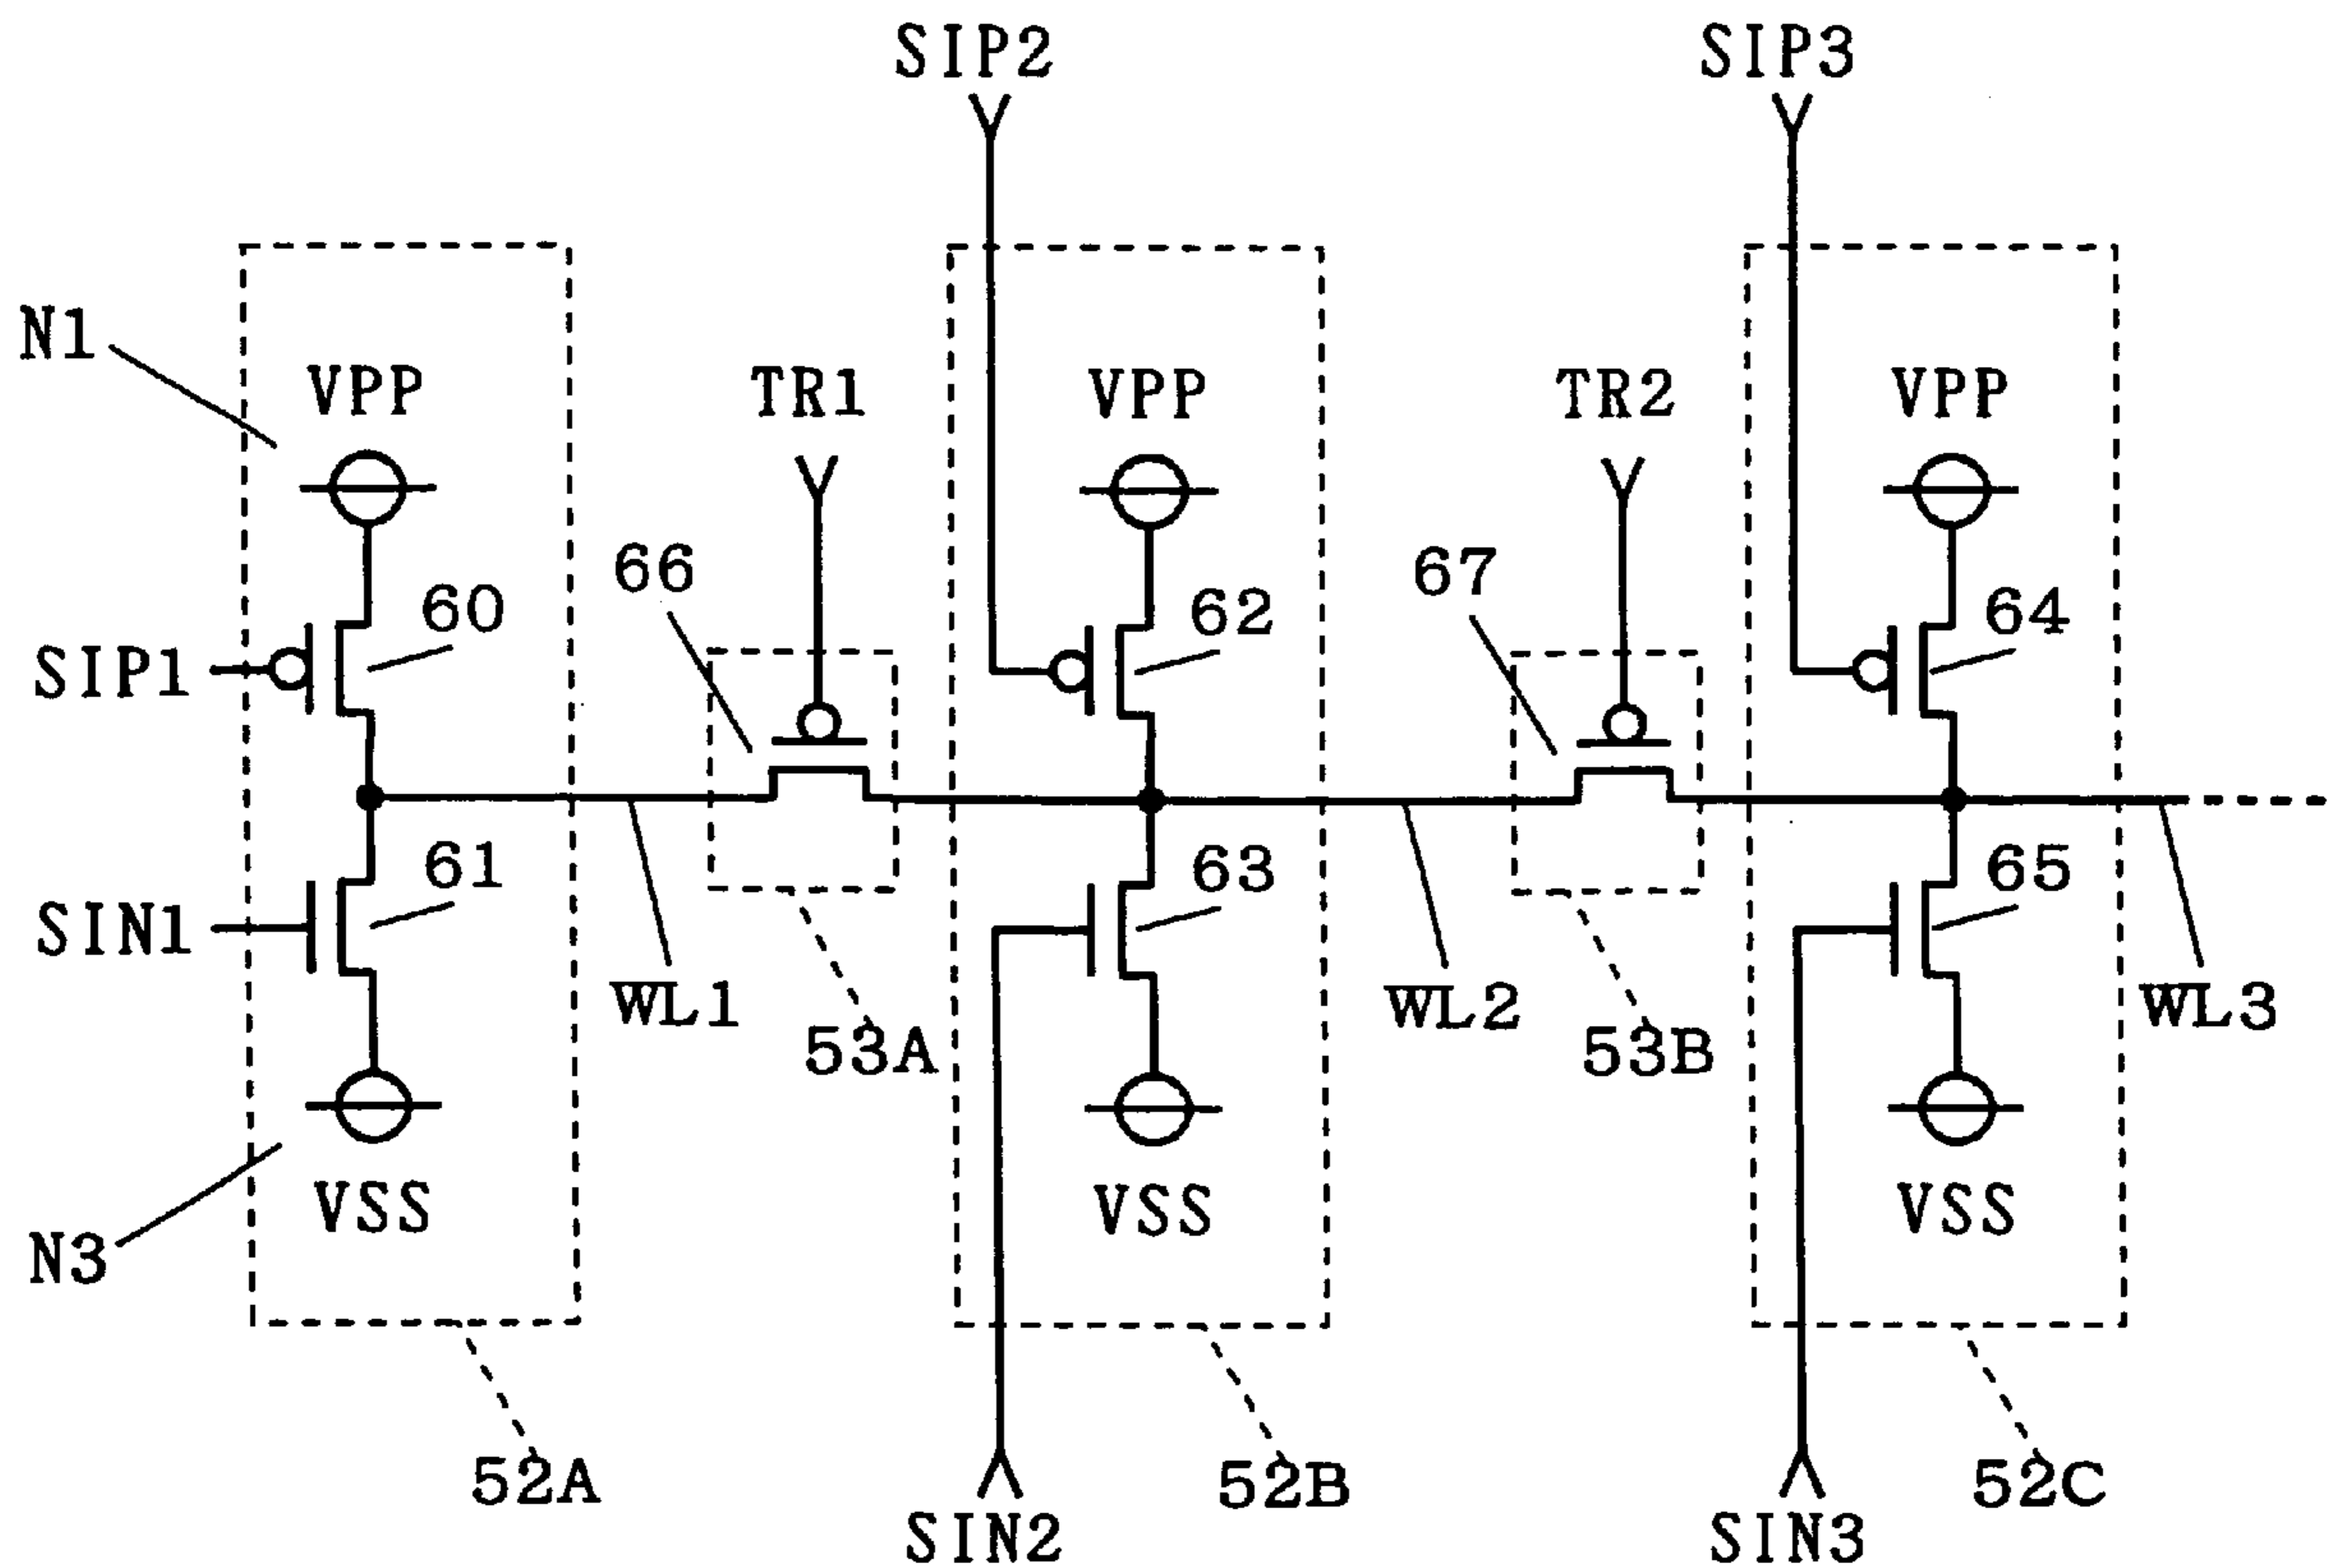 SIP2 SIP3
N1
VPP TR1 VPP TR2 VPP
66 67
60 62 64
SIP1
61 63 65
SIN1
WL1 WL2 WL3
53A 53B
VSS VSS VSS
N3
52A 52B 52C
SIN2 SIN3